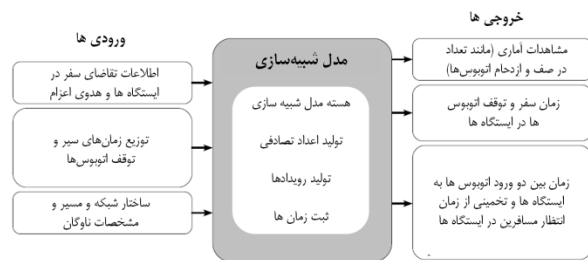 خروجی ها
ورودی ها
مدل شبیه‌سازی
مشاهدات آماری (مانند تعداد
در صف و ازدحام اتوبوس‌ها)
زمان سفر و توقف اتوبوس
ها در ایستگاه ها
زمان بین دو ورود اتوبوس ها به
ایستگاه ها و تخمینی از زمان
انتظار مسافرین در ایستگاه ها
هسته مدل شبیه سازی
تولید اعداد تصادفی
تولید رویدادها
ثبت زمان ها
اطلاعات تقاضای سفر در
ایستگاه ها و هدوی اعزام
توزیع زمان‌های سیر و
توقف اتوبوس‌ها
ساختار شبکه و مسیر و
مشخصات ناوگان